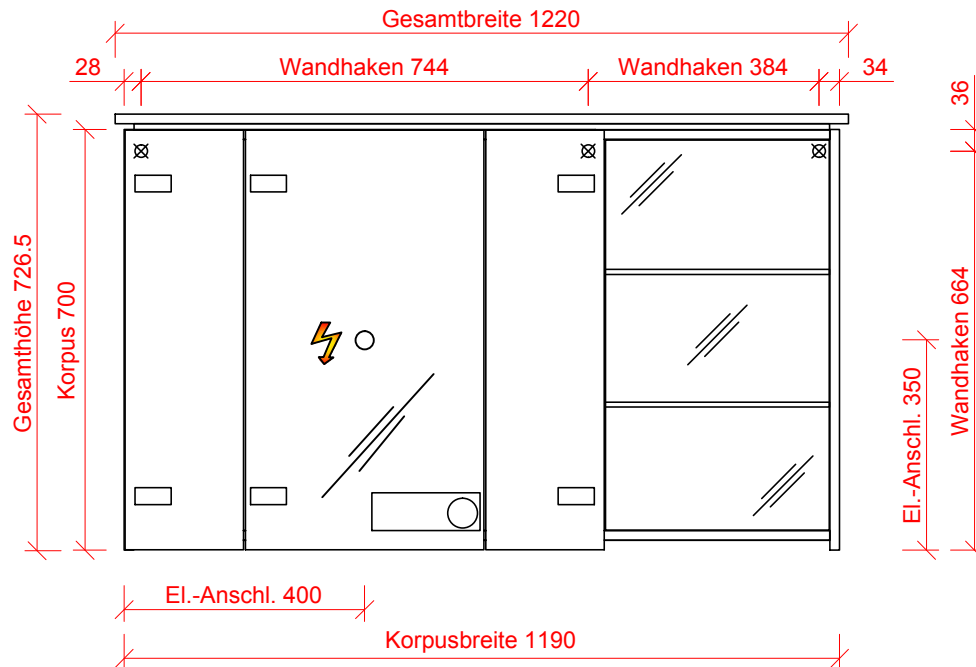 Gesamtbreite 1220
28
Wandhaken 744
Wandhaken 384
34
36
Gesamthöhe 726.5
Korpus 700
El.-Anschl. 350
Wandhaken 664
El.-Anschl. 400
Korpusbreite 1190